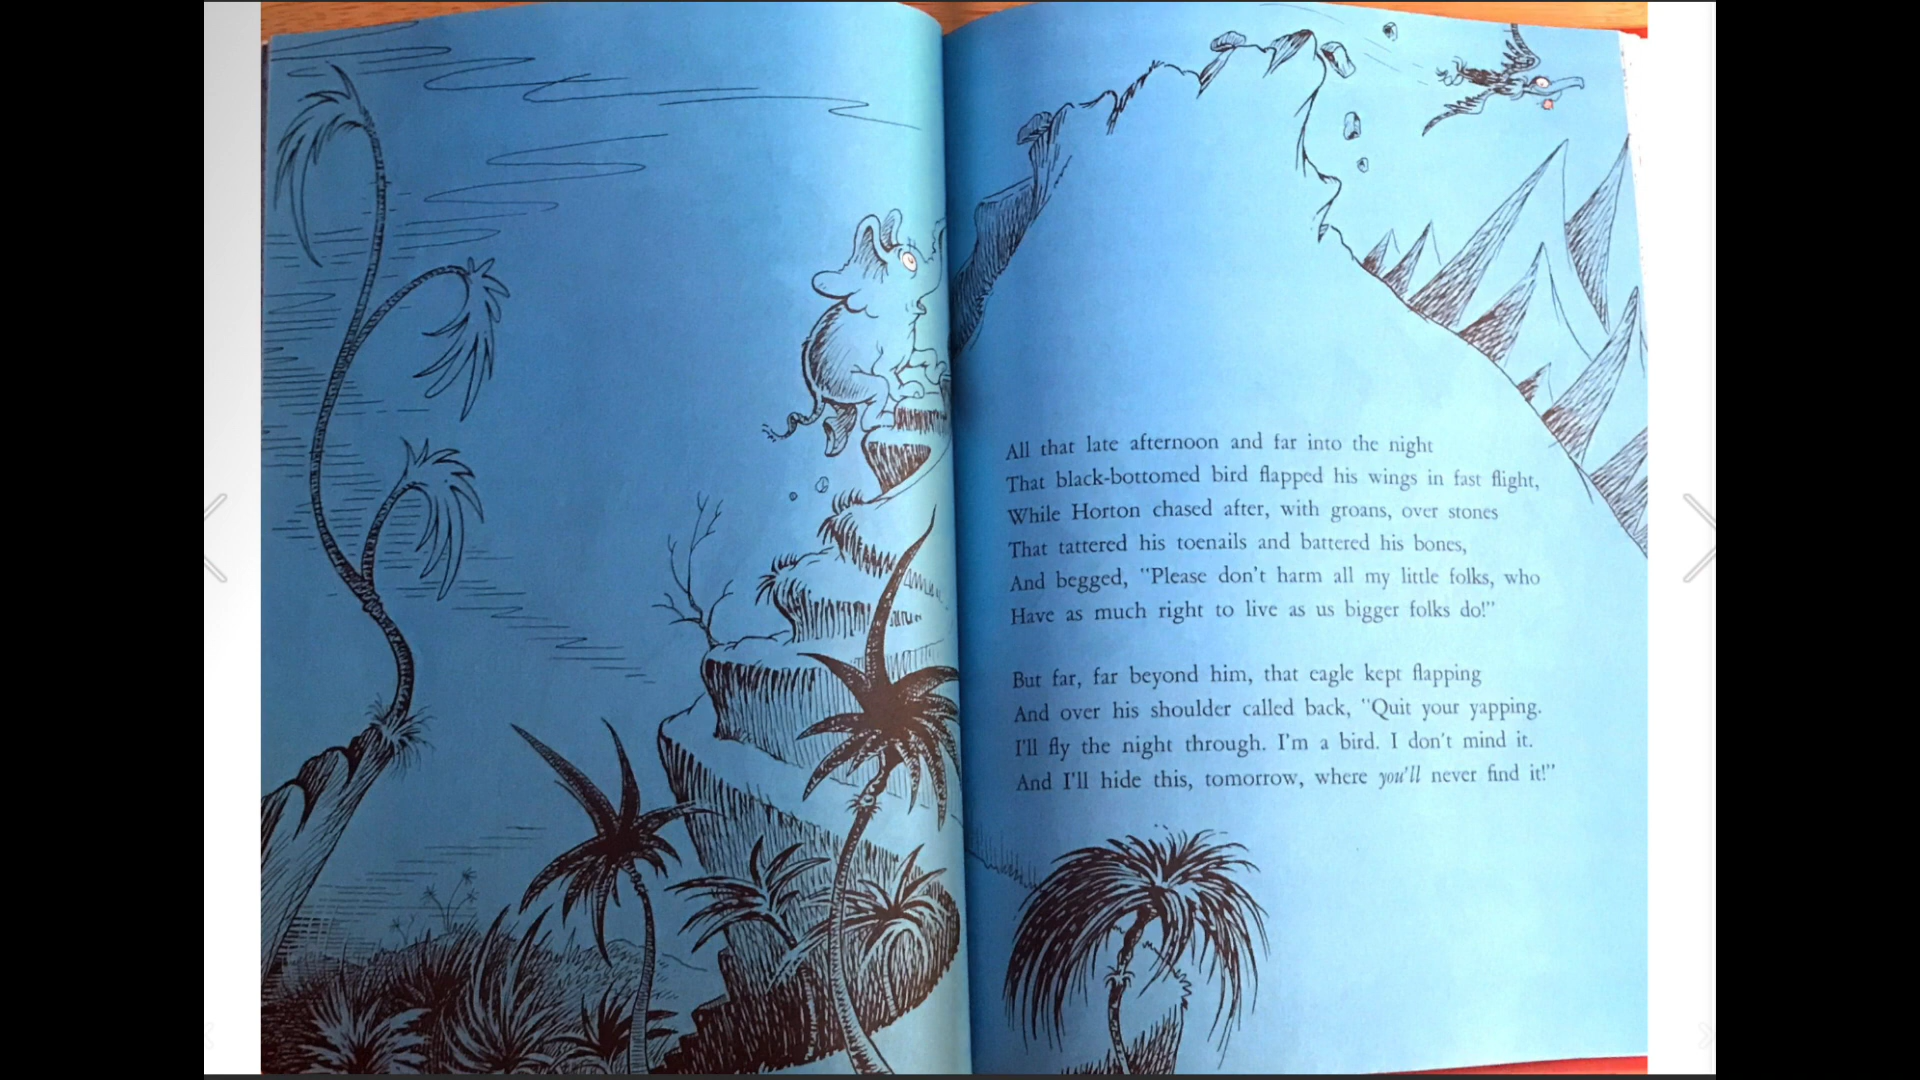 All that late afternoon and far into the night
That black-bottomed bird flapped his wings in fast flight,
While Horton chased after, with groans, over stones
That tattered his toenails and battered his bones,
And begged, "Please don't harm all my little folks, who
Have as much right to live as us bigger folks do!"
But far, far beyond him, that eagle kept flapping
And over his shoulder called back, "Quit your yapping.
I'll fly the night through. I'm a bird. I don't mind it.
And I'll hide this, tomorrow, where you'll never find it!"